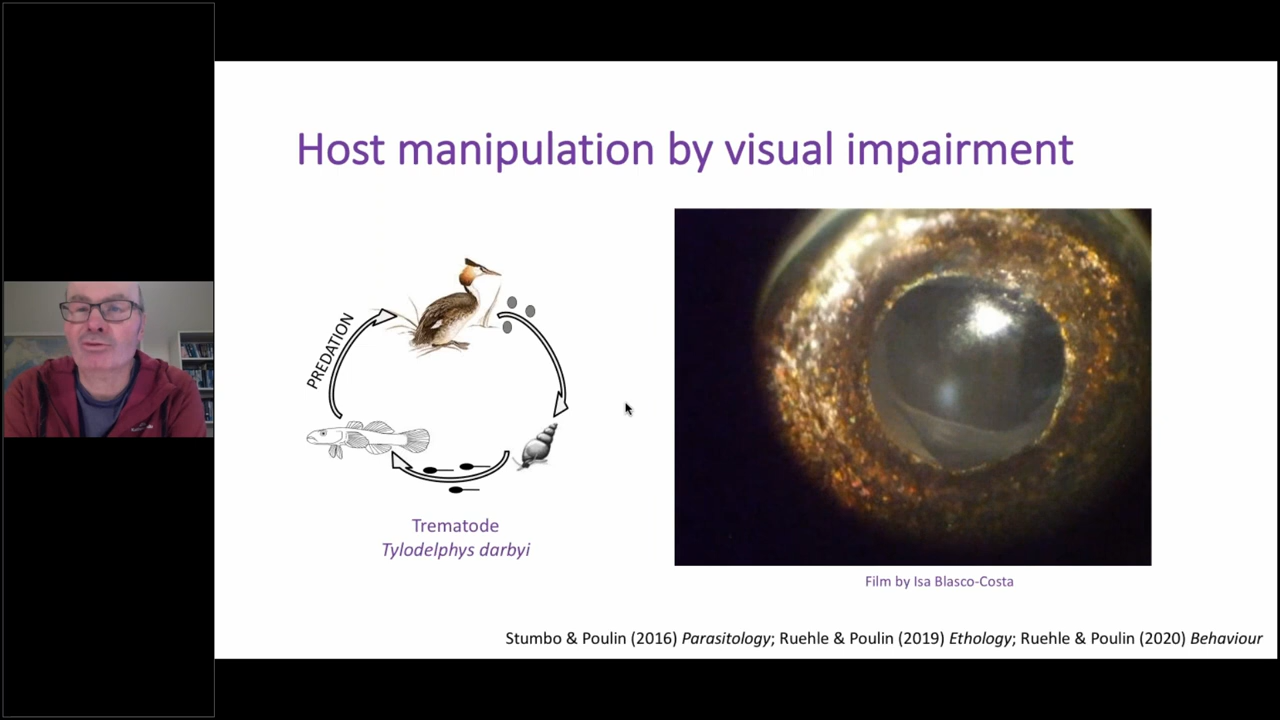 Host manipulation by visual impairment
PREDATION
Trematode
Tylodelphys darbyi
Film by Isa Blasco-Costa
Stumbo & Poulin (2016) Parasitology; Ruehle & Poulin (2019) Ethology; Ruehle & Poulin (2020) Behaviour